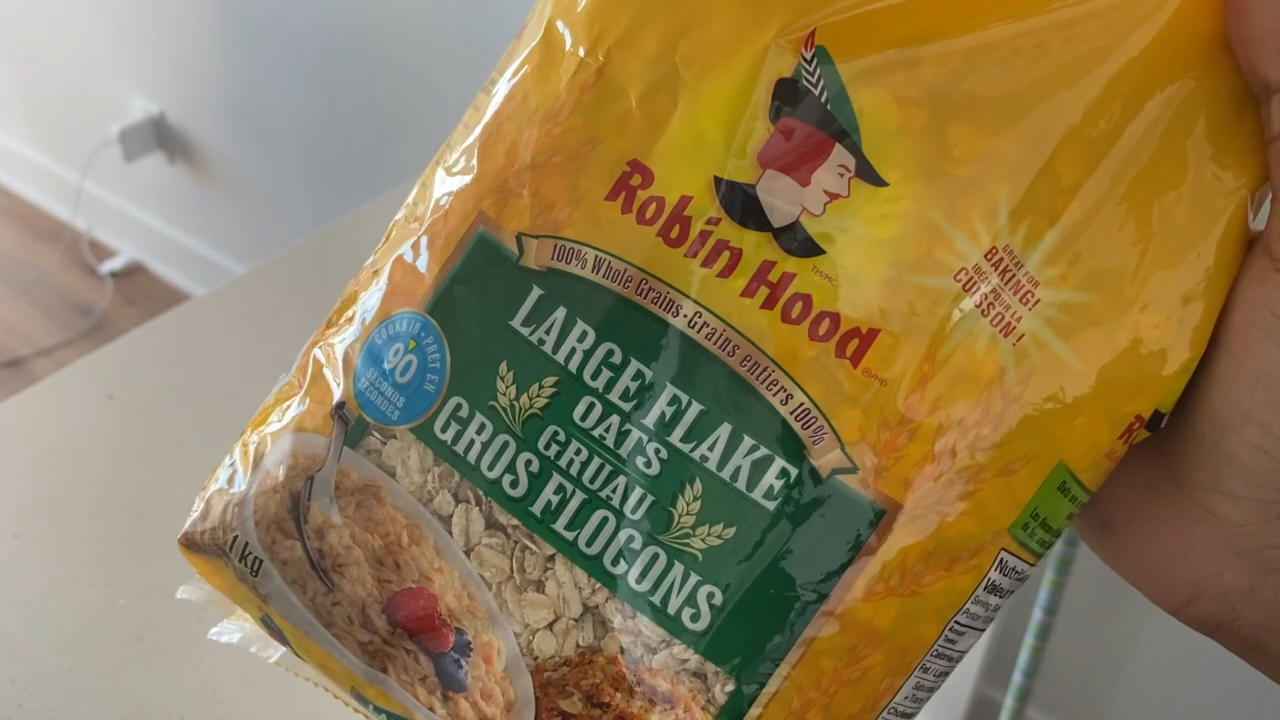 Robin Hood
TM/MC
®/MD
100% Whole Grains • Grains entiers 100%
LARGE FLAKE
OATS
GRUAU
GROS FLOCONS
COOKS IN • PRÊT EN
90
SECONDS
SECONDES
GREAT FOR
BAKING!
IDÉAL POUR LA
CUISSON !
1 kg